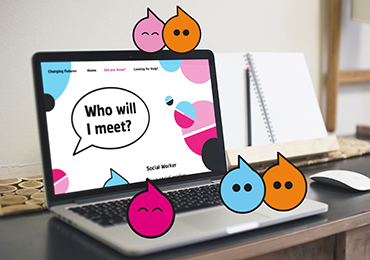 Changing Futures Home Did you know? Looking for Help?
Who will
I meet?
Social Worker